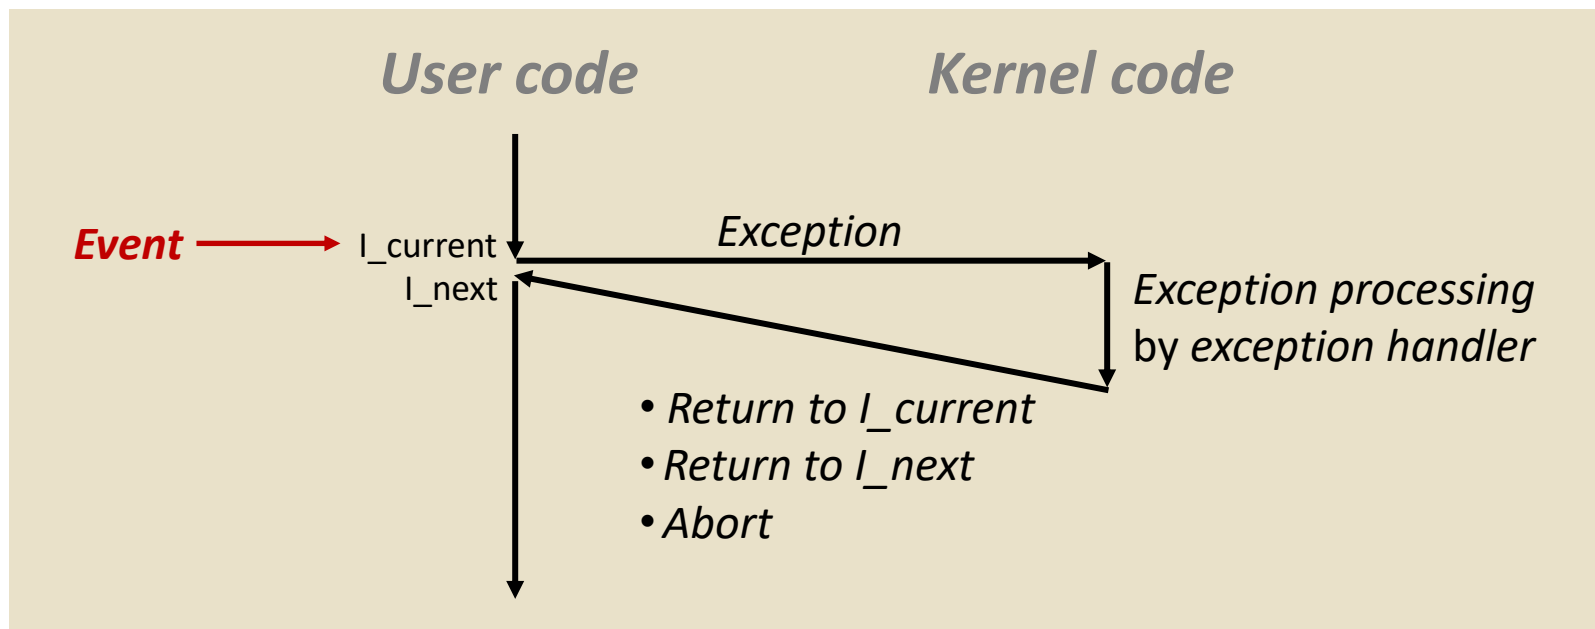 User code
Kernel code
Event
I_current
I_next
Exception
Exception processing
by exception handler
• Return to I_current
• Return to I_next
• Abort